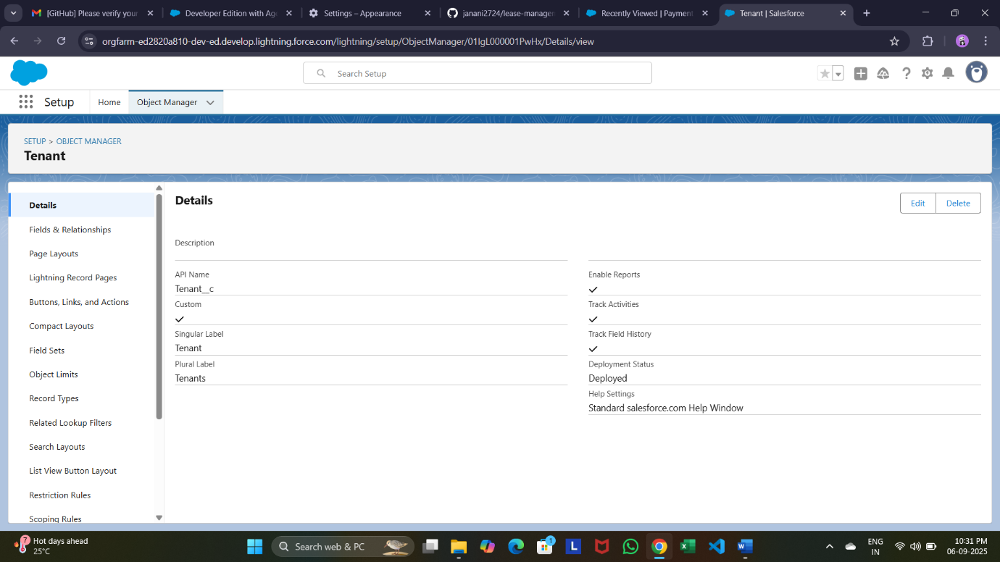 [GitHub] Please verify your
Developer Edition with Age
Settings – Appearance
janani2724/lease-manager
Recently Viewed | Payment
Tenant | Salesforce
orgfarm-ed2820a810-dev-ed.develop.lightning.force.com/lightning/setup/ObjectManager/01IgL000001PwHx/Details/view
Search Setup
Setup
Home
Object Manager
SETUP > OBJECT MANAGER
Tenant
Details
Fields & Relationships
Page Layouts
Lightning Record Pages
Buttons, Links, and Actions
Compact Layouts
Field Sets
Object Limits
Record Types
Related Lookup Filters
Search Layouts
List View Button Layout
Restriction Rules
Scoping Rules
Details
Edit
Delete
Description
API Name
Tenant__c
Custom
Singular Label
Tenant
Plural Label
Tenants
Enable Reports
Track Activities
Track Field History
Deployment Status
Deployed
Help Settings
Standard salesforce.com Help Window
7
Hot days ahead
25°C
Search web & PC
1
L
ENG
IN
10:31 PM
06-09-2025